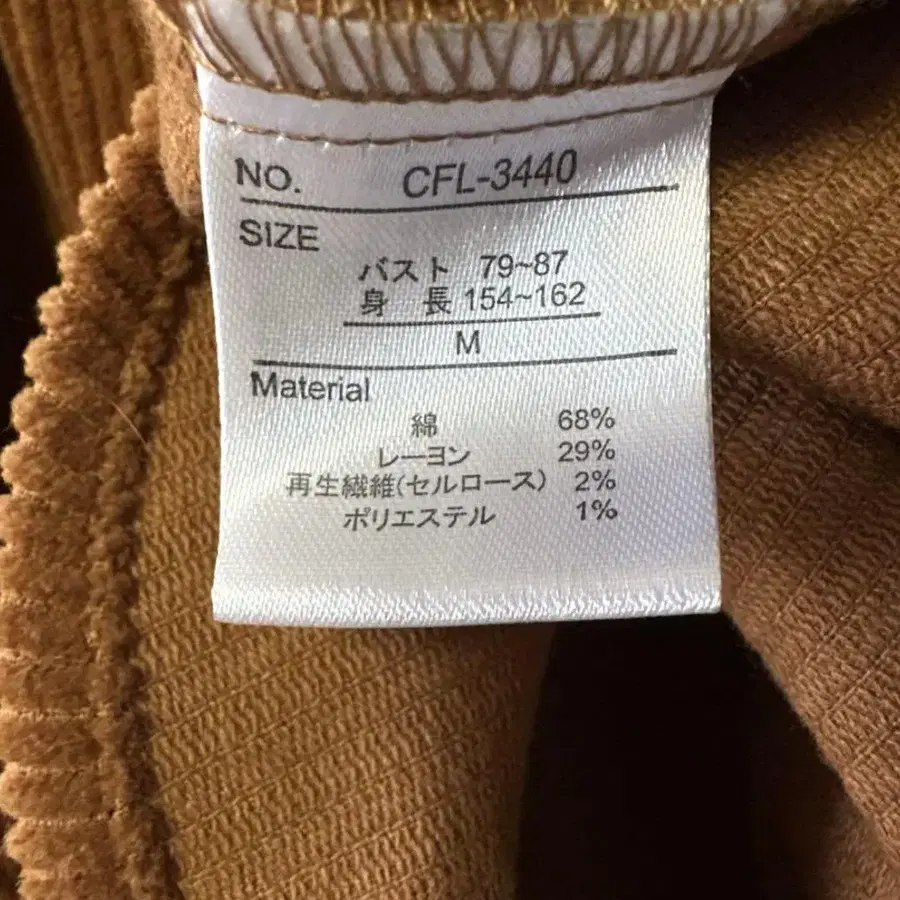 NO. CFL-3440
SIZE
バスト 79~87
身 長 154~162
M
Material
綿 68%
レーヨン 29%
再生繊維(セルロース) 2%
ポリエステル 1%